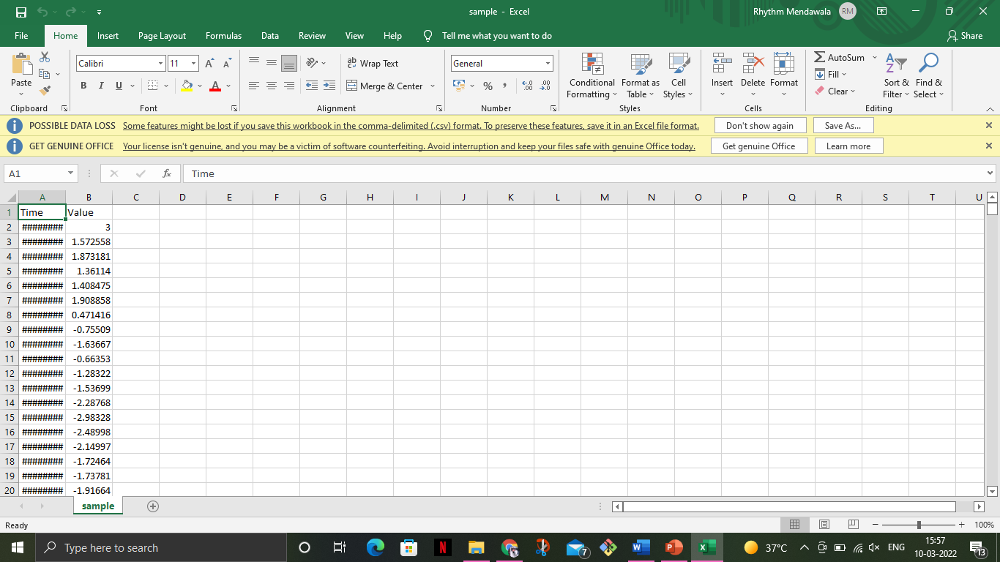 sample - Excel
Rhythm Mendawala RM
File Home Insert Page Layout Formulas Data Review View Help Tell me what you want to do Share
Paste
Clipboard
Calibri 11
B I U
Font
Wrap Text
Merge & Center
Alignment
General
% ,
Number
Conditional Formatting
Format as Table
Cell Styles
Styles
Insert Delete Format
Cells
AutoSum
Fill
Clear
Sort & Filter
Find & Select
Editing
POSSIBLE DATA LOSS Some features might be lost if you save this workbook in the comma-delimited (.csv) format. To preserve these features, save it in an Excel file format. Don't show again Save As...
GET GENUINE OFFICE Your license isn't genuine, and you may be a victim of software counterfeiting. Avoid interruption and keep your files safe with genuine Office today. Get genuine Office Learn more
A1 fx Time
A B C D E F G H I J K L M N O P Q R S T U
1 Time Value
2 ######## 3
3 ######## 1.572558
4 ######## 1.873181
5 ######## 1.36114
6 ######## 1.408475
7 ######## 1.908858
8 ######## 0.471416
9 ######## -0.75509
10 ######## -1.63667
11 ######## -0.66353
12 ######## -1.28322
13 ######## -1.53699
14 ######## -2.28768
15 ######## -2.98328
16 ######## -2.48998
17 ######## -2.14997
18 ######## -1.72464
19 ######## -1.73781
20 ######## -1.91664
sample
Ready 100%
Type here to search
N
7
W
P
X
37°C
ENG
15:57
10-03-2022
13